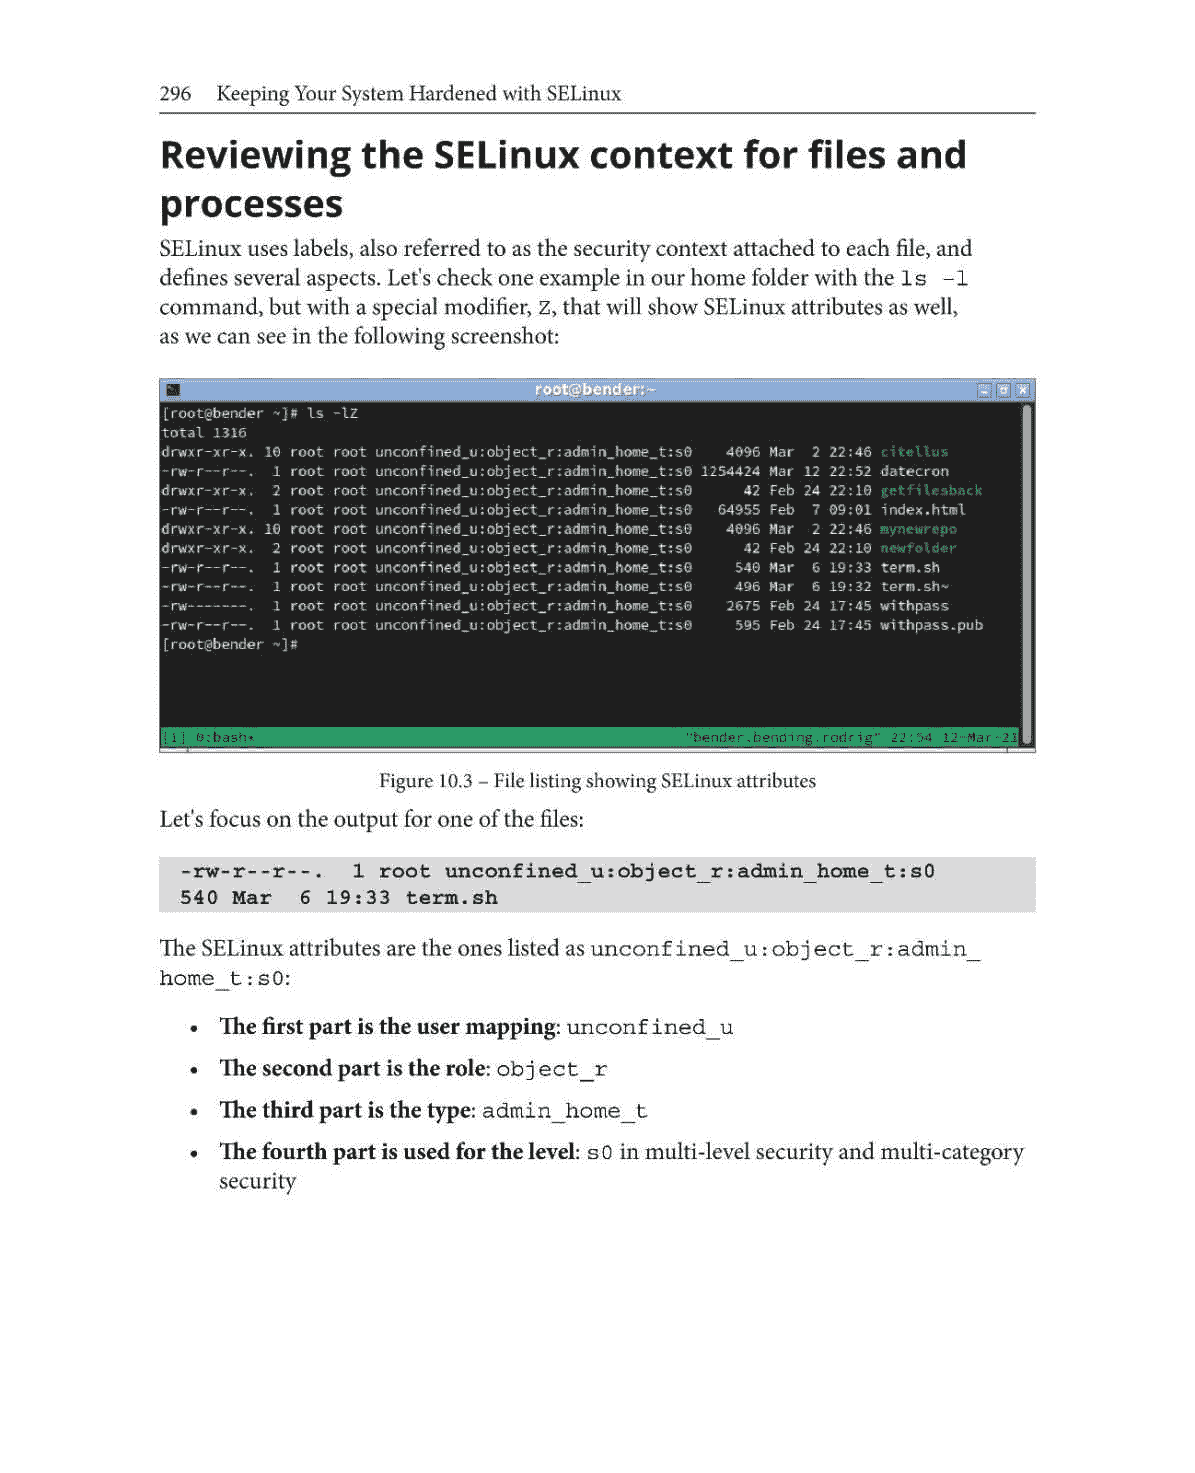 296 Keeping Your System Hardened with SELinux
Reviewing the SELinux context for files and
processes
SELinux uses labels, also referred to as the security context attached to each file, and
defines several aspects. Let's check one example in our home folder with the ls -l
command, but with a special modifier, Z, that will show SELinux attributes as well,
as we can see in the following screenshot:
root@bender:~
[root@bender ~]# ls -lZ
total 1316
drwxr-xr-x. 10 root root unconfined_u:object_r:admin_home_t:s0 4096 Mar 2 22:46 citellus
-rw-r--r--. 1 root root unconfined_u:object_r:admin_home_t:s0 1254424 Mar 12 22:52 datecron
drwxr-xr-x. 2 root root unconfined_u:object_r:admin_home_t:s0 42 Feb 24 22:10 getfilesback
-rw-r--r--. 1 root root unconfined_u:object_r:admin_home_t:s0 64955 Feb 7 09:01 index.html
drwxr-xr-x. 10 root root unconfined_u:object_r:admin_home_t:s0 4096 Mar 2 22:46 mynewrepo
drwxr-xr-x. 2 root root unconfined_u:object_r:admin_home_t:s0 42 Feb 24 22:10 newfolder
-rw-r--r--. 1 root root unconfined_u:object_r:admin_home_t:s0 540 Mar 6 19:33 term.sh
-rw-r--r--. 1 root root unconfined_u:object_r:admin_home_t:s0 496 Mar 6 19:32 term.sh~
-rw-------. 1 root root unconfined_u:object_r:admin_home_t:s0 2675 Feb 24 17:45 withpass
-rw-r--r--. 1 root root unconfined_u:object_r:admin_home_t:s0 595 Feb 24 17:45 withpass.pub
[root@bender ~]#
[1] 0:bash* "bender.bending.rodrig" 22:54 12-Mar-21
Figure 10.3 – File listing showing SELinux attributes
Let's focus on the output for one of the files:
-rw-r--r--. 1 root unconfined_u:object_r:admin_home_t:s0
540 Mar 6 19:33 term.sh
The SELinux attributes are the ones listed as unconfined_u:object_r:admin_
home_t:s0:
• The first part is the user mapping: unconfined_u
• The second part is the role: object_r
• The third part is the type: admin_home_t
• The fourth part is used for the level: s0 in multi-level security and multi-category
security